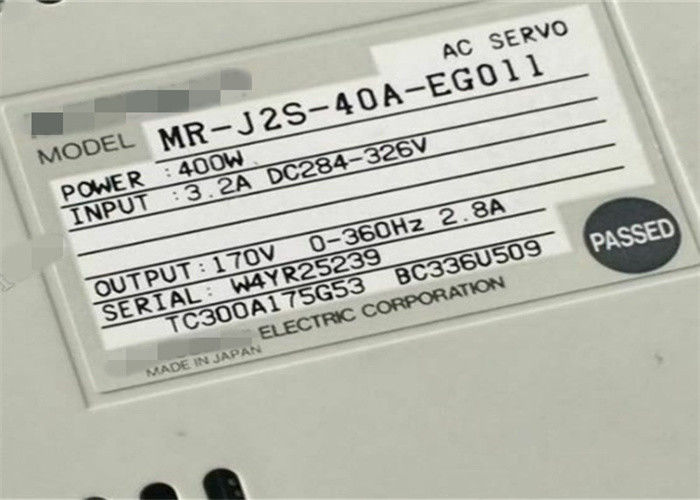 AC SERVO
MODEL MR-J2S-40A-EG011
POWER :400W
INPUT :3.2A DC284-326V
OUTPUT:170V 0-360Hz 2.8A
SERIAL: W4YR25239
TC300A175G53 BC336U509
ELECTRIC CORPORATION
MADE IN JAPAN
PASSED